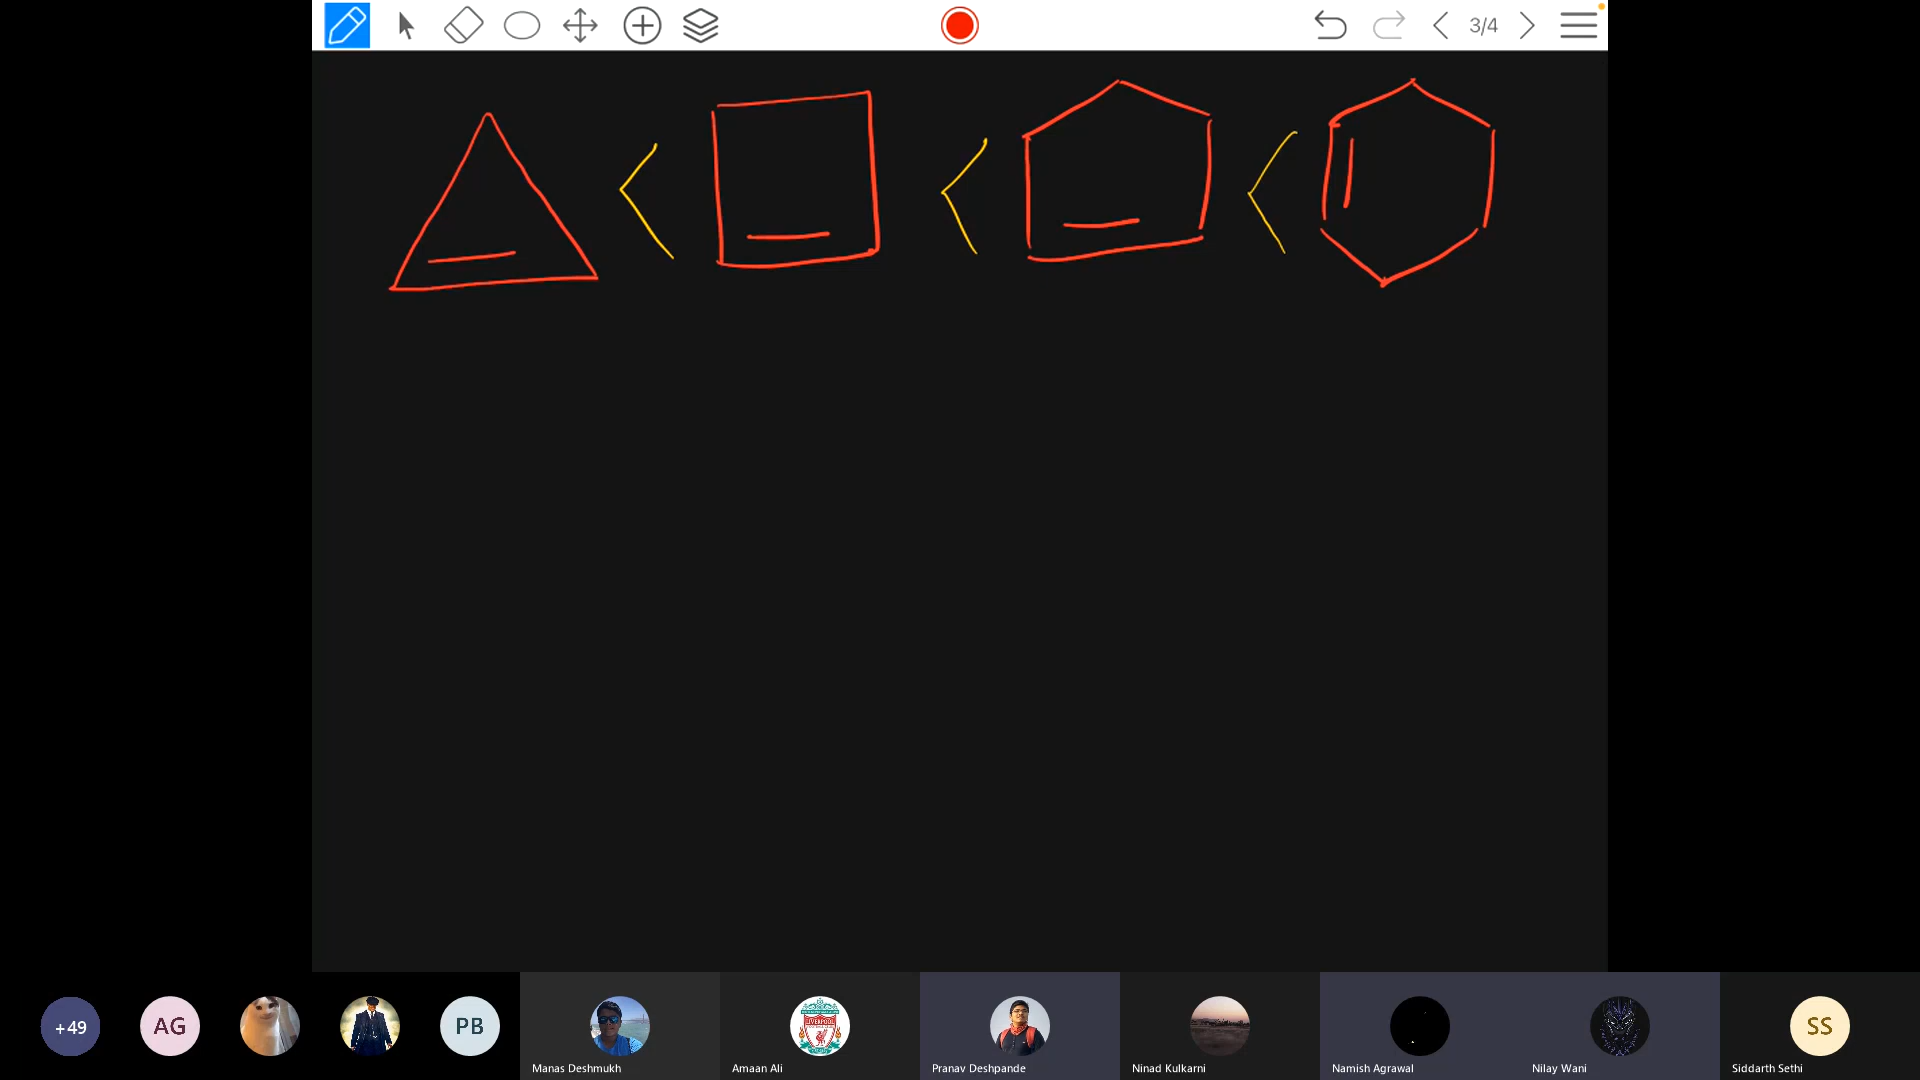 3/4
< < <
+49 AG PB LIVERPOOL SS
Manas Deshmukh Amaan Ali Pranav Deshpande Ninad Kulkarni Namish Agrawal Nilay Wani Siddarth Sethi